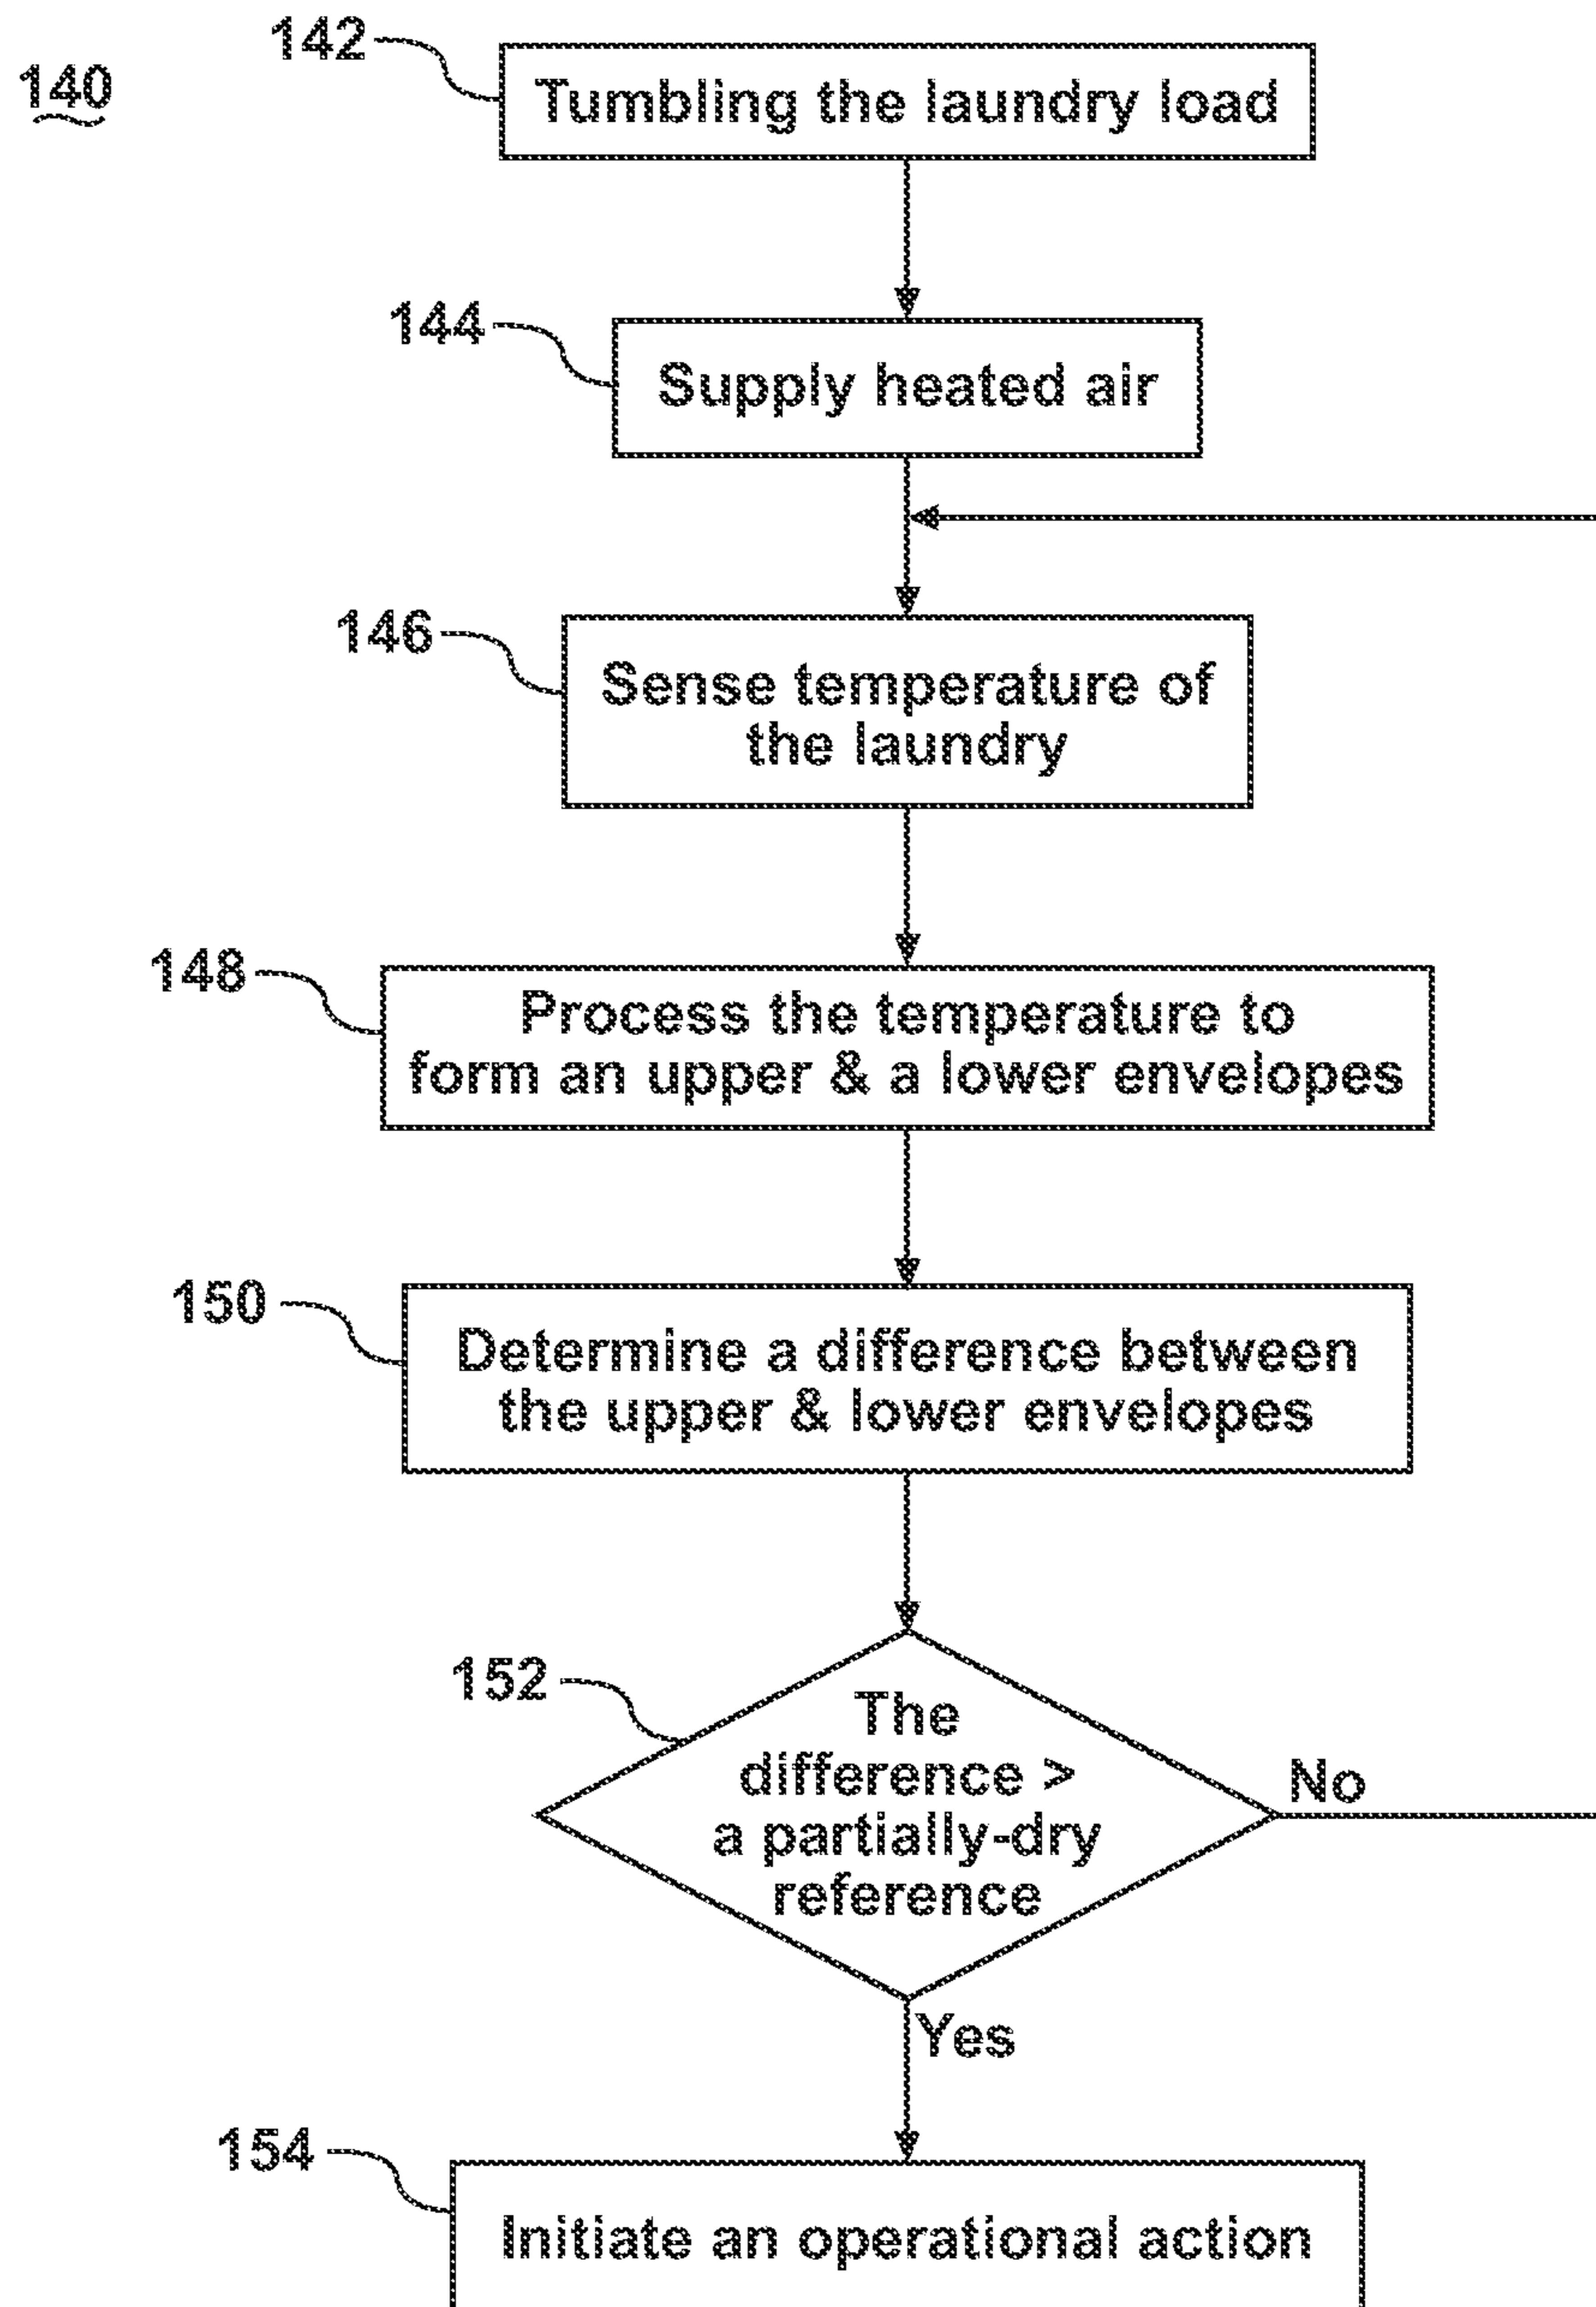 140
142
Tumbling the laundry load
144
Supply heated air
146
Sense temperature of
the laundry
148
Process the temperature to
form an upper & a lower envelopes
150
Determine a difference between
the upper & lower envelopes
152
The
difference >
a partially-dry
reference
No
Yes
154
Initiate an operational action